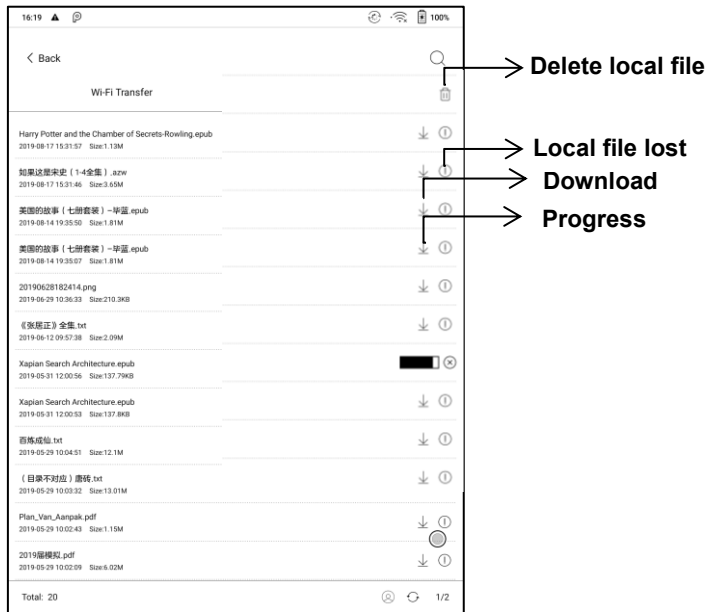 16:19
100%
Back
Wi-Fi Transfer
Delete local file
Harry Potter and the Chamber of Secrets-Rowling.epub
2019-08-17 15:31:57 Size:1.13M
Local file lost
如果这是宋史（1-4全集）.azw
2019-08-17 15:31:46 Size:3.65M
Download
美国的故事（七册套装）–毕蓝.epub
2019-08-14 19:35:50 Size:1.81M
Progress
美国的故事（七册套装）–毕蓝.epub
2019-08-14 19:35:07 Size:1.81M
20190628182414.png
2019-06-29 10:36:33 Size:210.3KB
《张居正》全集.txt
2019-06-12 09:57:38 Size:2.09M
Xapian Search Architecture.epub
2019-05-31 12:00:56 Size:137.79KB
Xapian Search Architecture.epub
2019-05-31 12:00:53 Size:137.8KB
百炼成仙.txt
2019-05-29 10:04:51 Size:12.1M
（目录不对应）唐砖.txt
2019-05-29 10:03:32 Size:13.01M
Plan_Van_Aanpak.pdf
2019-05-29 10:02:43 Size:1.15M
2019届模拟.pdf
2019-05-29 10:02:09 Size:6.02M
Total: 20
1/2